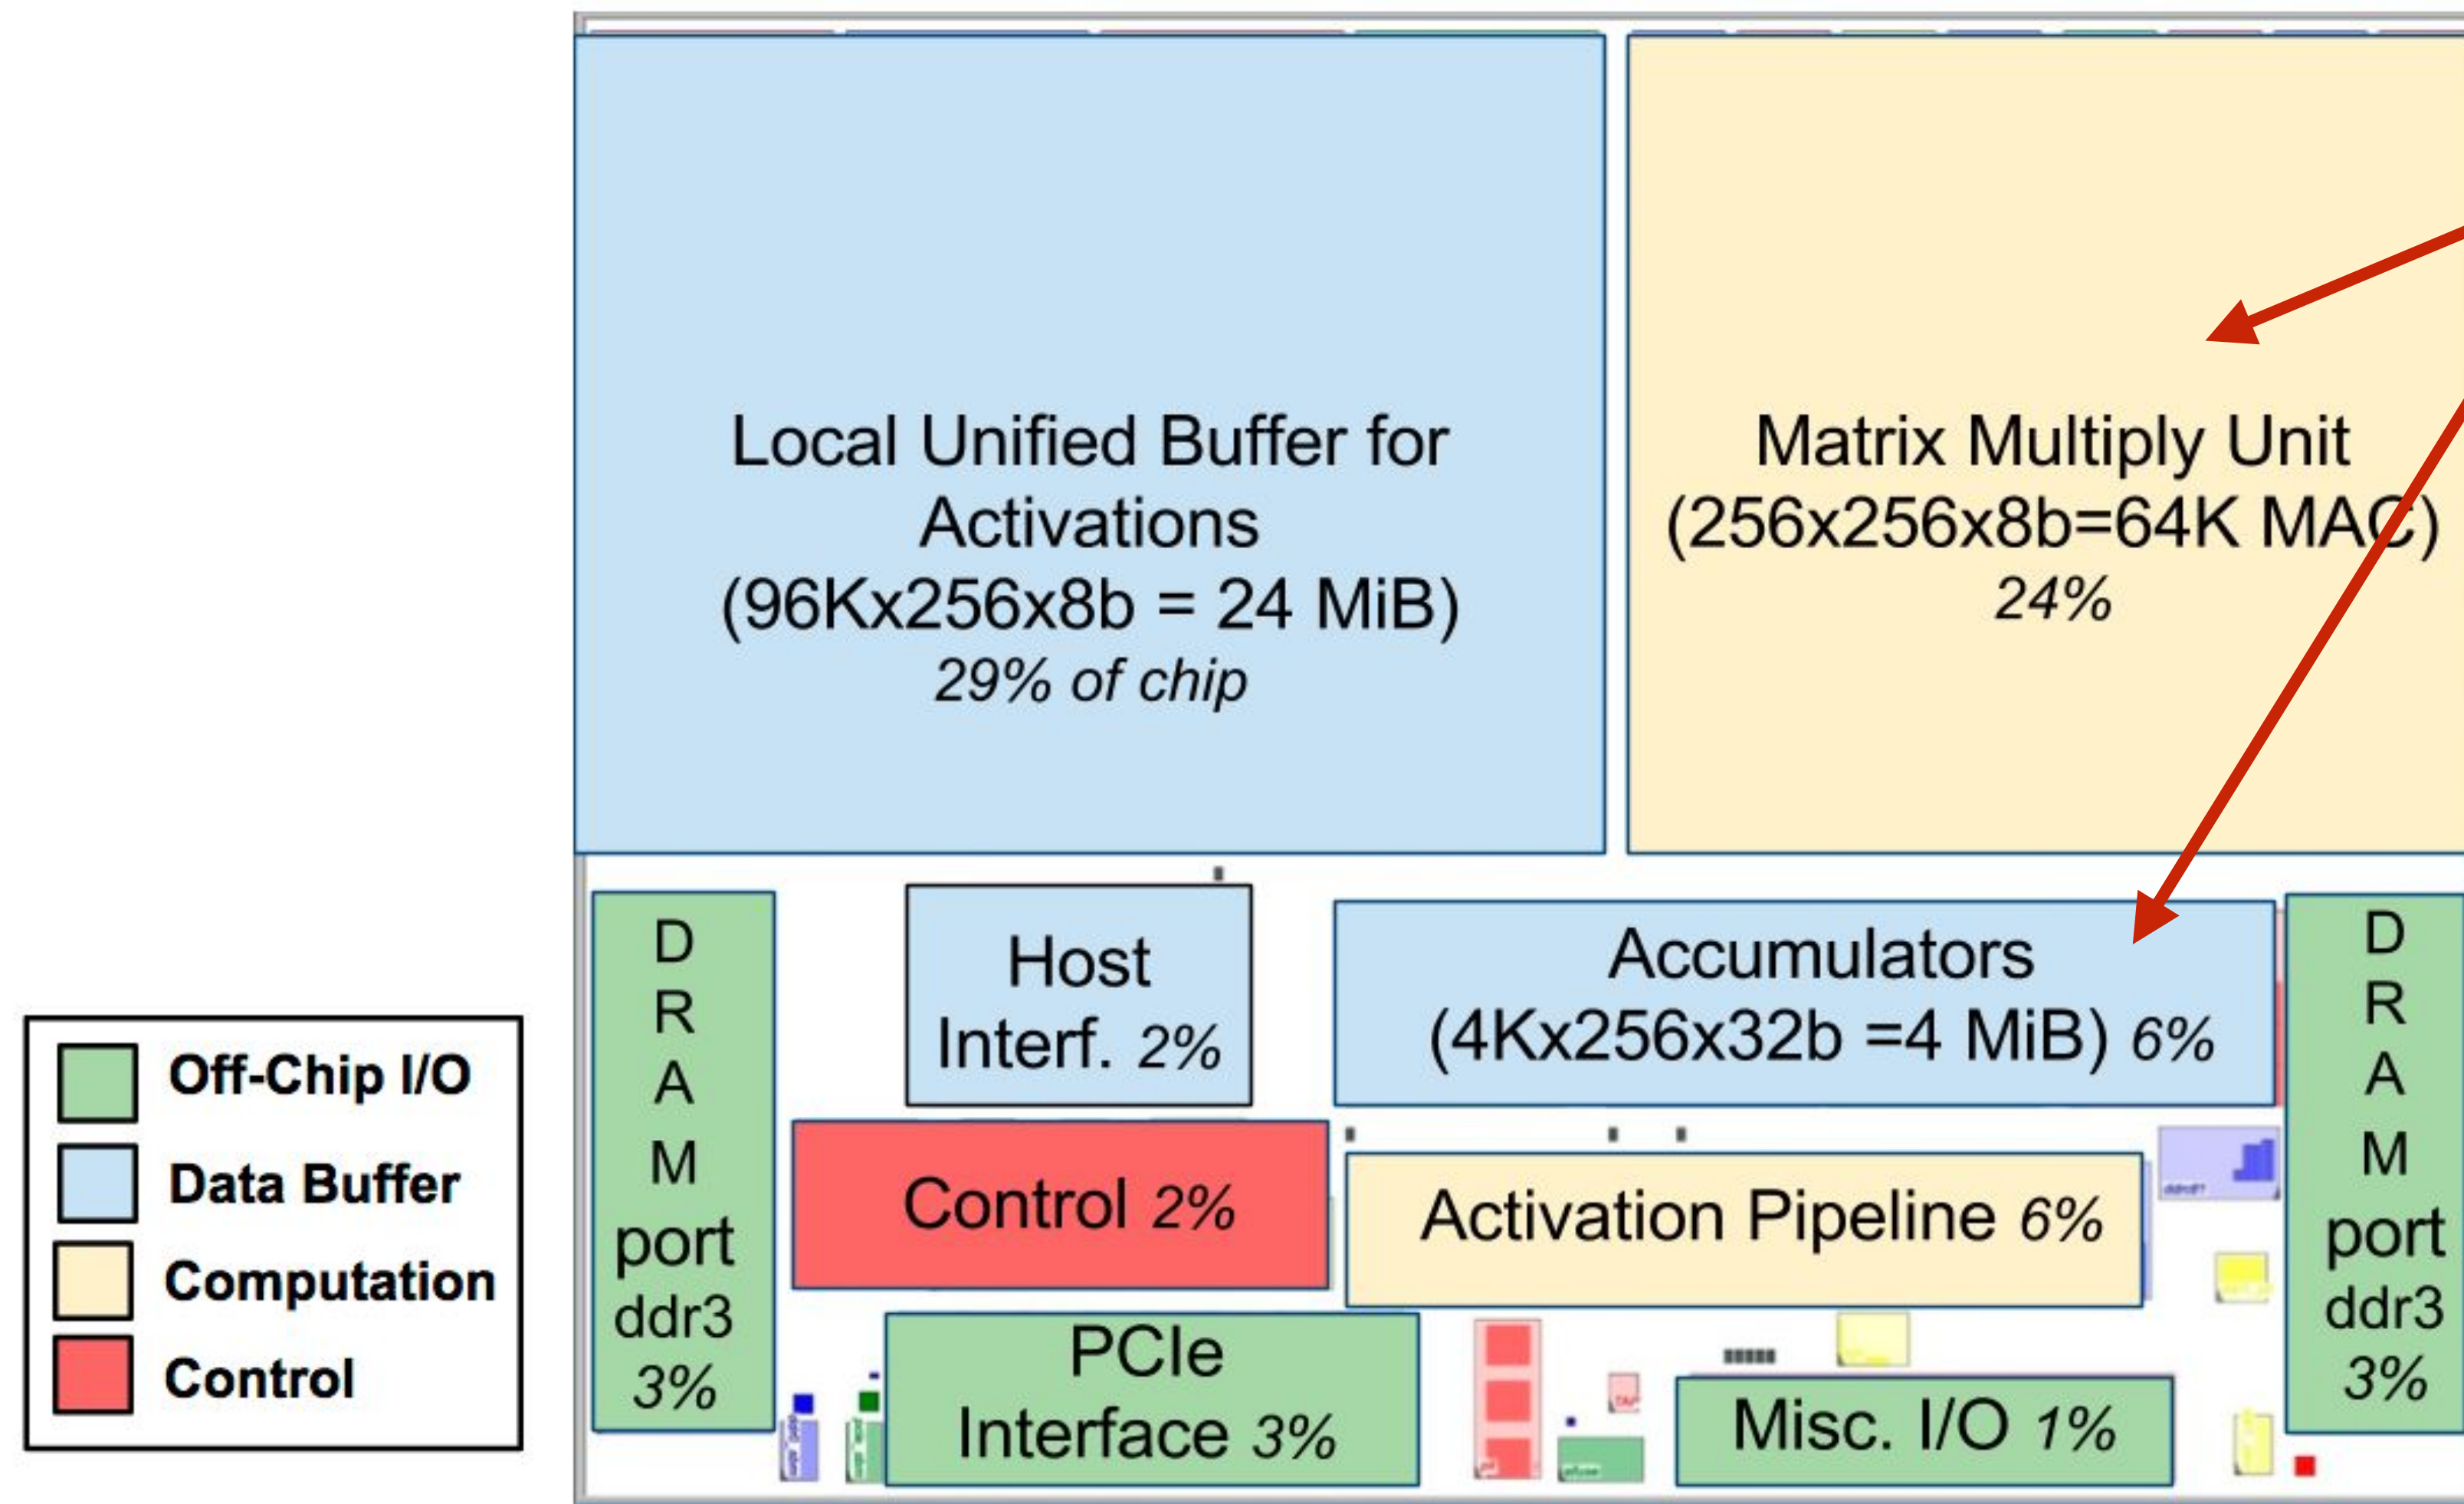 Local Unified Buffer for
Activations
(96Kx256x8b = 24 MiB)
29% of chip
Matrix Multiply Unit
(256x256x8b=64K MAC)
24%
D
R
A
M
port
ddr3
3%
Host
Interf. 2%
Accumulators
(4Kx256x32b =4 MiB) 6%
D
R
A
M
port
ddr3
3%
Control 2%
Activation Pipeline 6%
PCIe
Interface 3%
Misc. I/O 1%
Off-Chip I/O
Data Buffer
Computation
Control